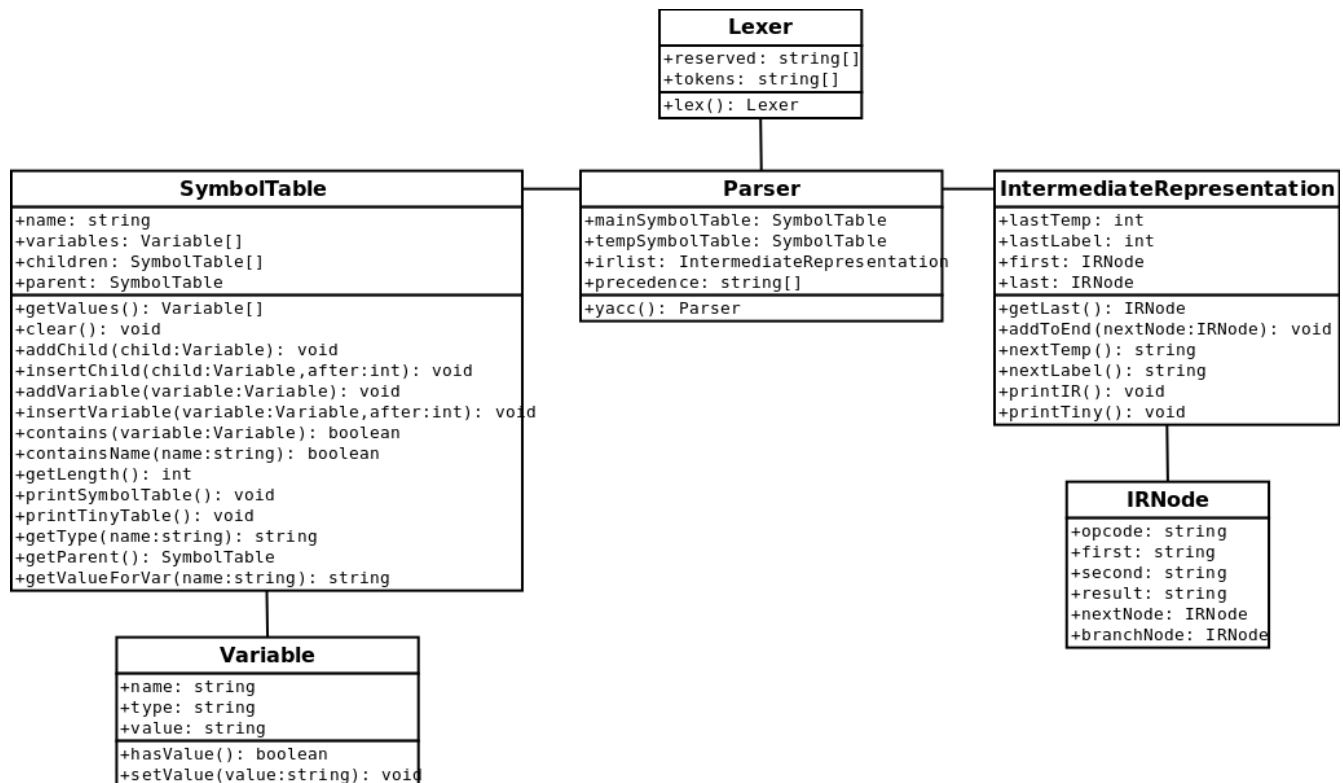 Lexer
+reserved: string[]
+tokens: string[]
+lex(): Lexer
SymbolTable
+name: string
+variables: Variable[]
+children: SymbolTable[]
+parent: SymbolTable
+getValues(): Variable[]
+clear(): void
+addChild(child:Variable): void
+insertChild(child:Variable,after:int): void
+addVariable(variable:Variable): void
+insertVariable(variable:Variable,after:int): void
+contains(variable:Variable): boolean
+containsName(name:string): boolean
+getLength(): int
+printSymbolTable(): void
+printTinyTable(): void
+getType(name:string): string
+getParent(): SymbolTable
+getValueForVar(name:string): string
Parser
+mainSymbolTable: SymbolTable
+tempSymbolTable: SymbolTable
+irlist: IntermediateRepresentation
+precedence: string[]
+yacc(): Parser
IntermediateRepresentation
+lastTemp: int
+lastLabel: int
+first: IRNode
+last: IRNode
+getLast(): IRNode
+addToEnd(nextNode:IRNode): void
+nextTemp(): string
+nextLabel(): string
+printIR(): void
+printTiny(): void
IRNode
+opcode: string
+first: string
+second: string
+result: string
+nextNode: IRNode
+branchNode: IRNode
Variable
+name: string
+type: string
+value: string
+hasValue(): boolean
+setValue(value:string): void